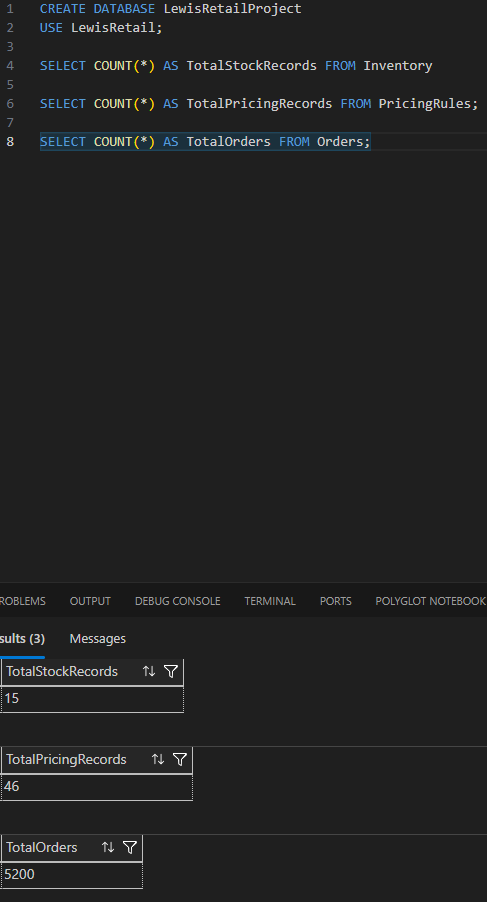 1 CREATE DATABASE LewisRetailProject
2 USE LewisRetail;
3
4 SELECT COUNT(*) AS TotalStockRecords FROM Inventory
5
6 SELECT COUNT(*) AS TotalPricingRecords FROM PricingRules;
7
8 SELECT COUNT(*) AS TotalOrders FROM Orders;
ROBLEMS OUTPUT DEBUG CONSOLE TERMINAL PORTS POLYGLOT NOTEBOOK
sults (3) Messages
TotalStockRecords
15
TotalPricingRecords
46
TotalOrders
5200